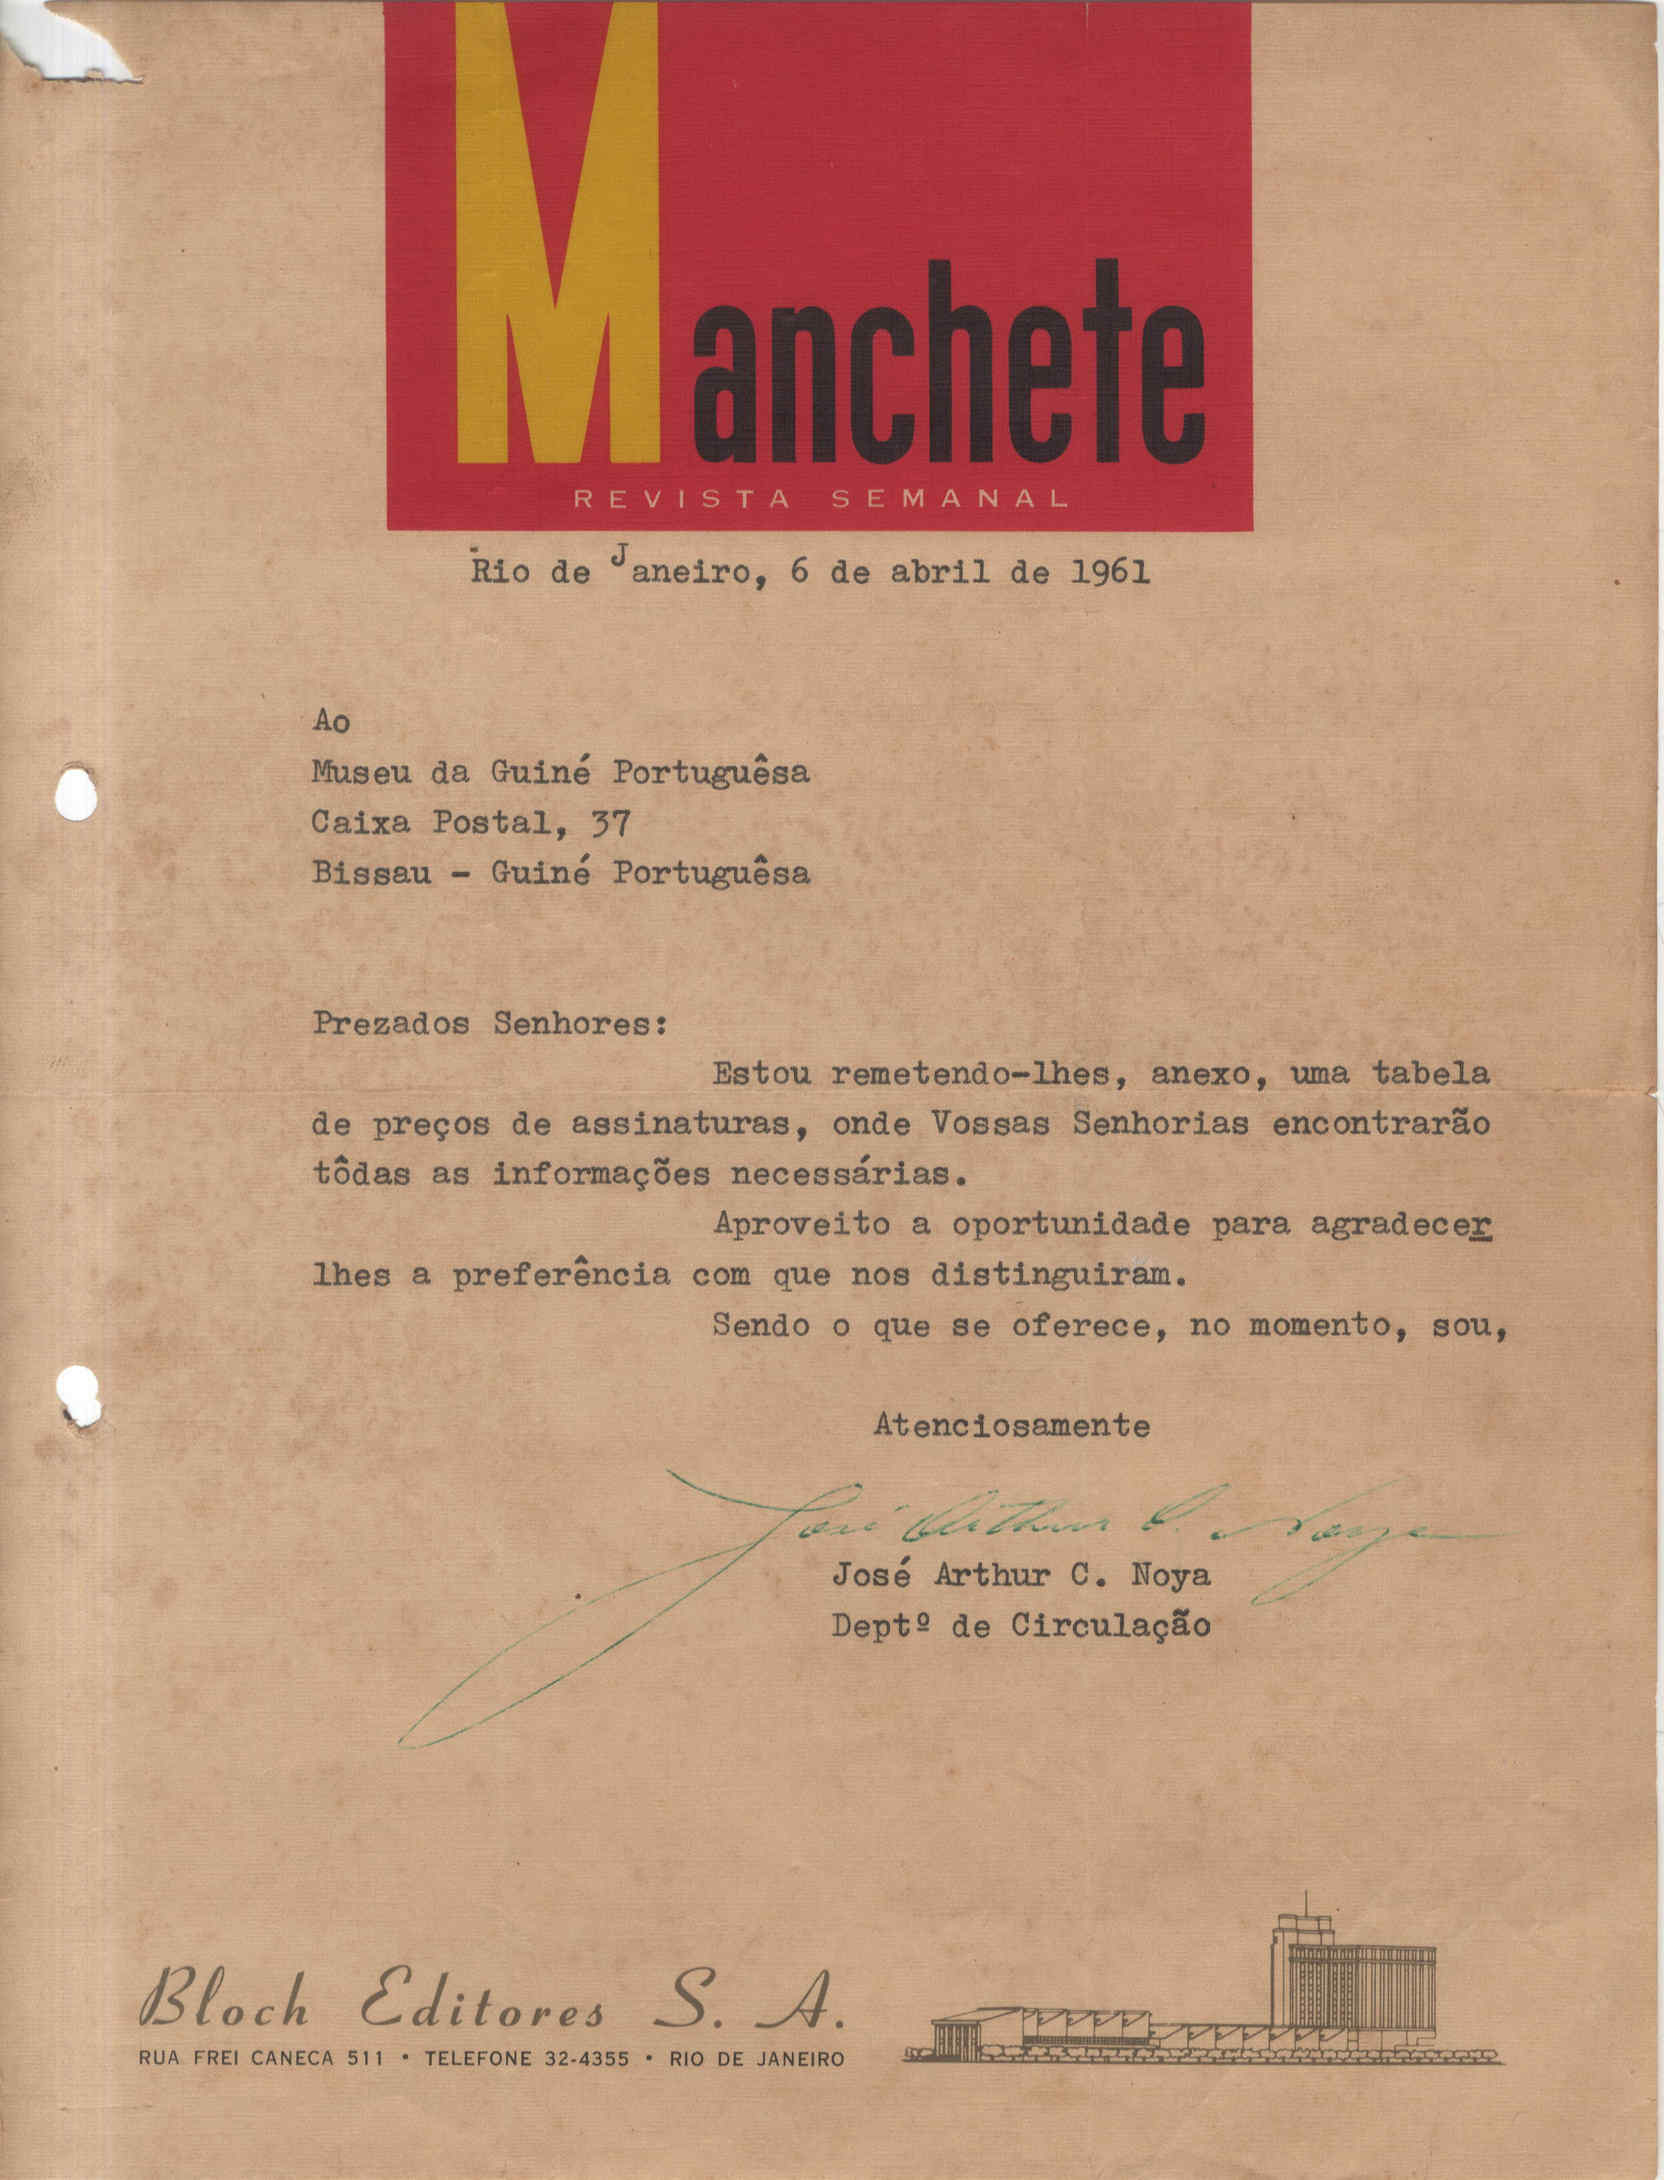 Manchete
REVISTA SEMANAL
Rio de Janeiro, 6 de abril de 1961
Ao
Museu da Guiné Portuguêsa
Caixa Postal, 37
Bissau - Guiné Portuguêsa
Prezados Senhores:
Estou remetendo-lhes, anexo, uma tabela
de preços de assinaturas, onde Vossas Senhorias encontrarão
tôdas as informações necessárias.
Aproveito a oportunidade para agradecer
lhes a preferência com que nos distinguiram.
Sendo o que se oferece, no momento, sou,
Atenciosamente
José Arthur C. Noya
José Arthur C. Noya
Deptº de Circulação
Bloch Editores S. A.
RUA FREI CANECA 511 • TELEFONE 32-4355 • RIO DE JANEIRO